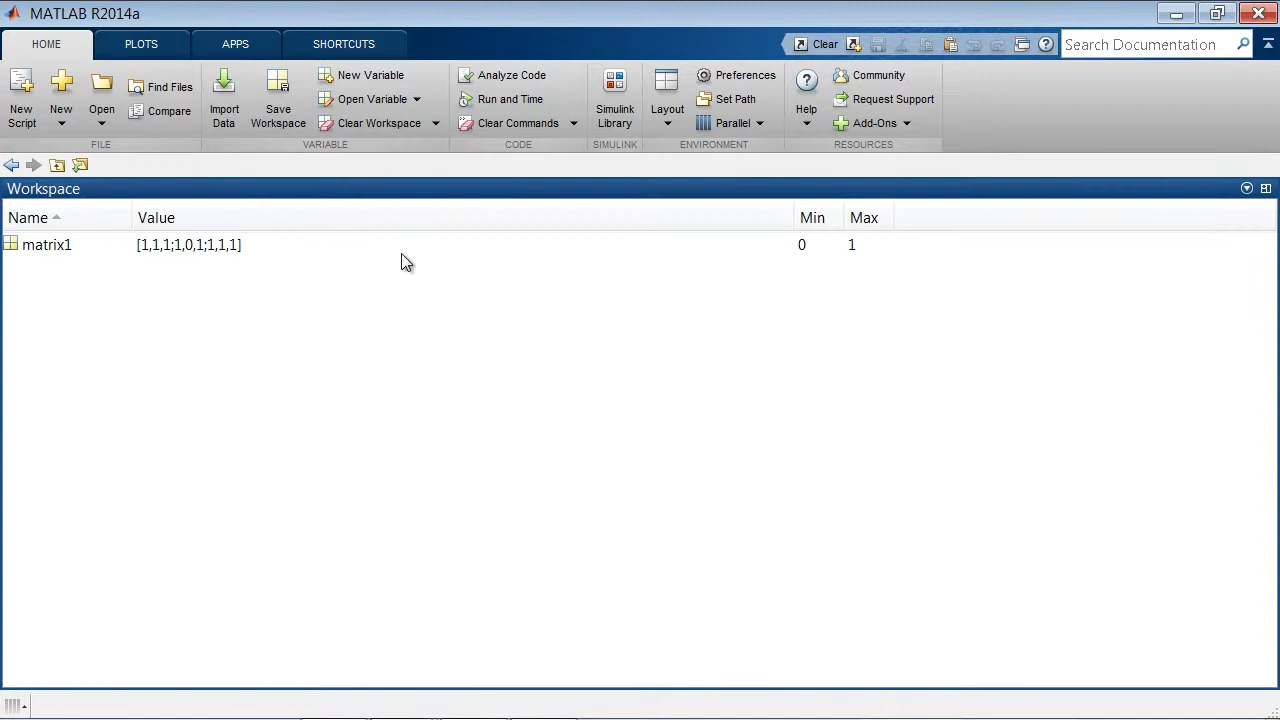 MATLAB R2014a
HOME PLOTS APPS SHORTCUTS Clear Search Documentation
New Script New Open Find Files Compare
Import Data Save Workspace New Variable Open Variable Clear Workspace
Analyze Code Run and Time Clear Commands
Simulink Library
Layout Preferences Set Path Parallel
Help Community Request Support Add-Ons
FILE VARIABLE CODE SIMULINK ENVIRONMENT RESOURCES
Workspace
Name Value Min Max
matrix1 [1,1,1;1,0,1;1,1,1] 0 1